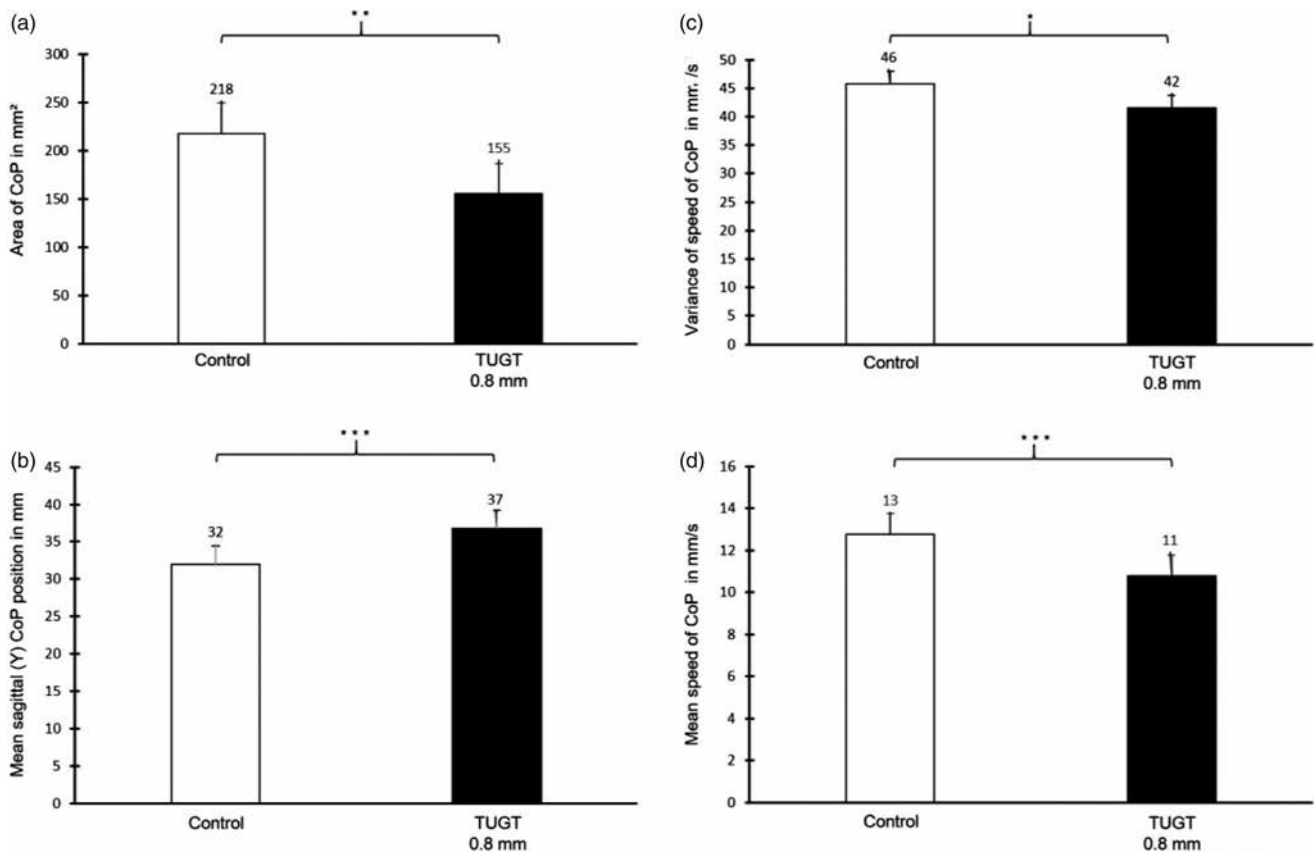 (a)
**
Area of CoP in mm²
300
250
200
150
100
50
0
218
155
Control
TUGT
0.8 mm
(c)
*
Variance of speed of CoP in mm. /s
50
45
40
35
30
25
20
15
10
5
0
46
42
Control
TUGT
0.8 mm
(b)
***
Mean sagittal (Y) CoP position in mm
45
40
35
30
25
20
15
10
5
0
32
37
Control
TUGT
0.8 mm
(d)
***
Mean speed of CoP in mm/s
16
14
12
10
8
6
4
2
0
13
11
Control
TUGT
0.8 mm